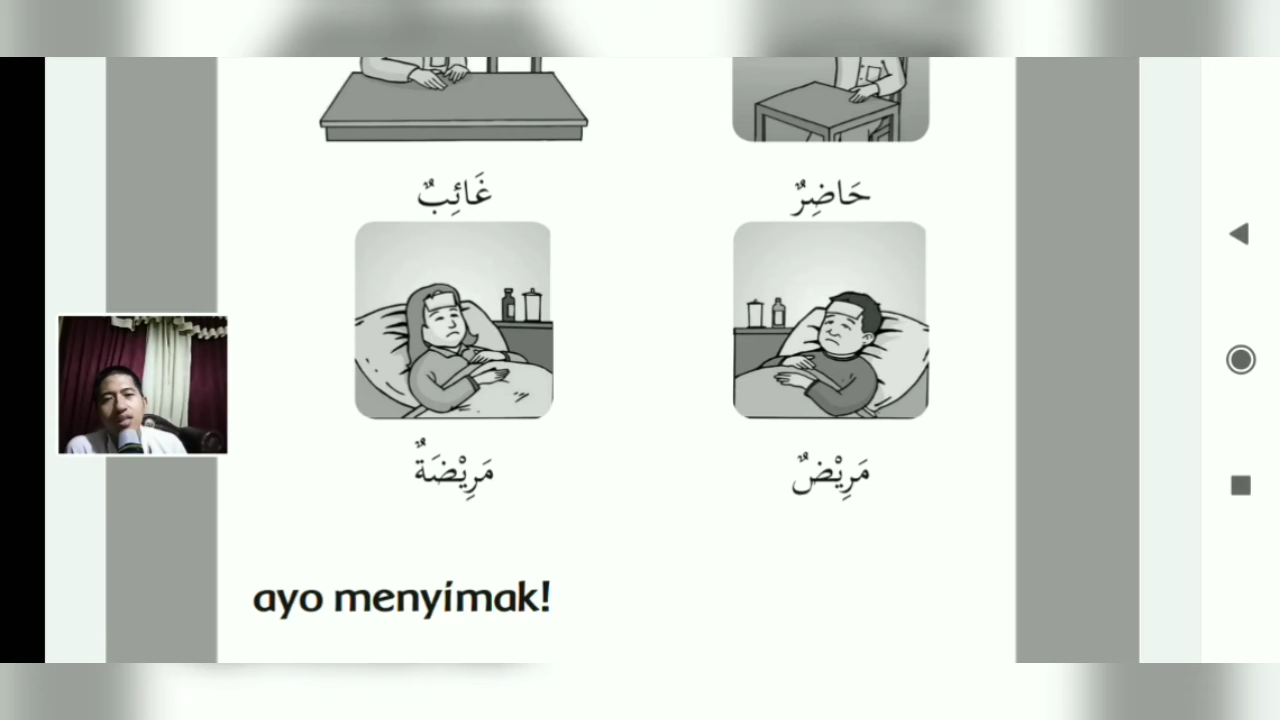 حَاضِرٌ
غَائِبٌ
مَرِيْضٌ
مَرِيْضَةٌ
ayo menyimak!